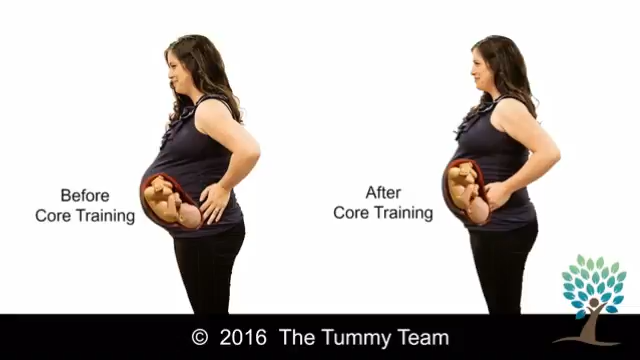 Before
Core Training
After
Core Training
© 2016 The Tummy Team